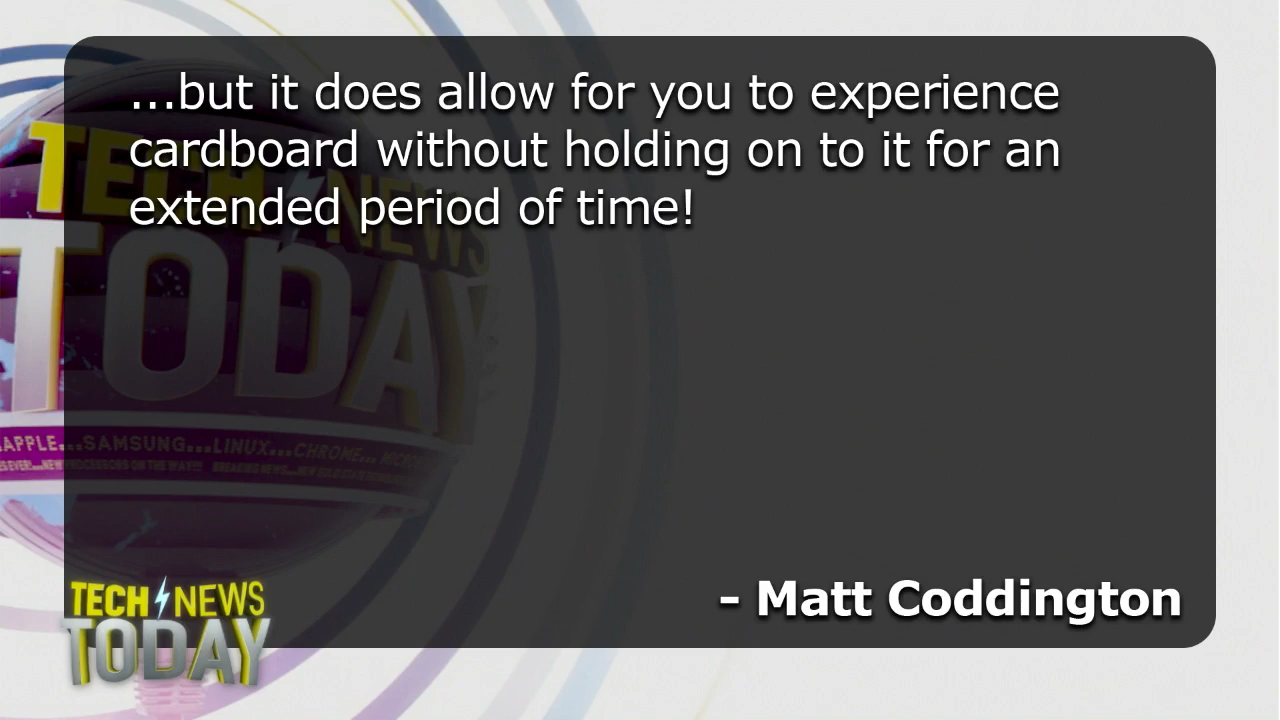 ...but it does allow for you to experience
cardboard without holding on to it for an
extended period of time!
TECH NEWS
TODAY
APPLE...SAMSUNG...LINUX...CHROME...
- Matt Coddington
TECH NEWS
TODAY